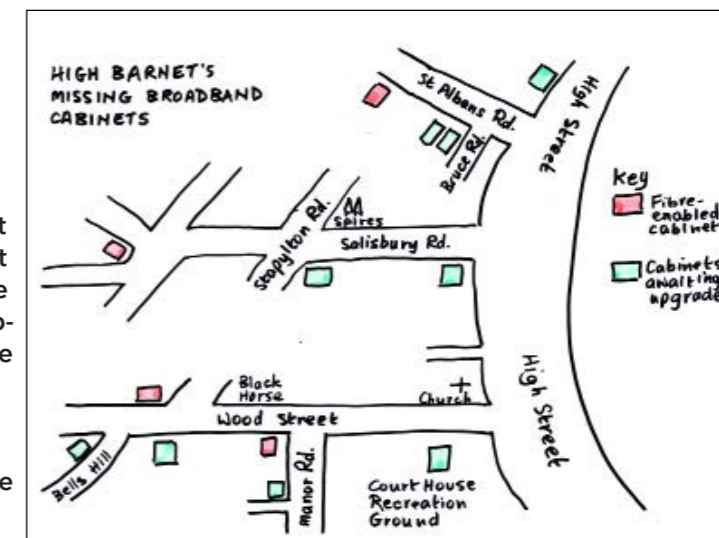 HIGH BARNET'S
MISSING BROADBAND
CABINETS
St Albans Rd.
High Street
Bruce Rd.
Key
Fibre-
enabled
cabinet
Cabinets
awaiting
upgrade
Stapylton Rd.
Spires
Salisbury Rd.
Black
Horse
Church
Wood Street
High Street
Bells Hill
Manor Rd.
Court House
Recreation
Ground
t
t
e
o-
e
e